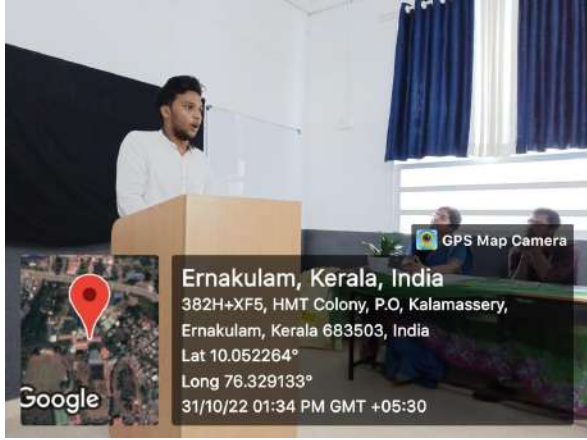 GPS Map Camera
Ernakulam, Kerala, India
382H+XF5, HMT Colony, P.O, Kalamassery,
Ernakulam, Kerala 683503, India
Lat 10.052264°
Long 76.329133°
31/10/22 01:34 PM GMT +05:30
Google